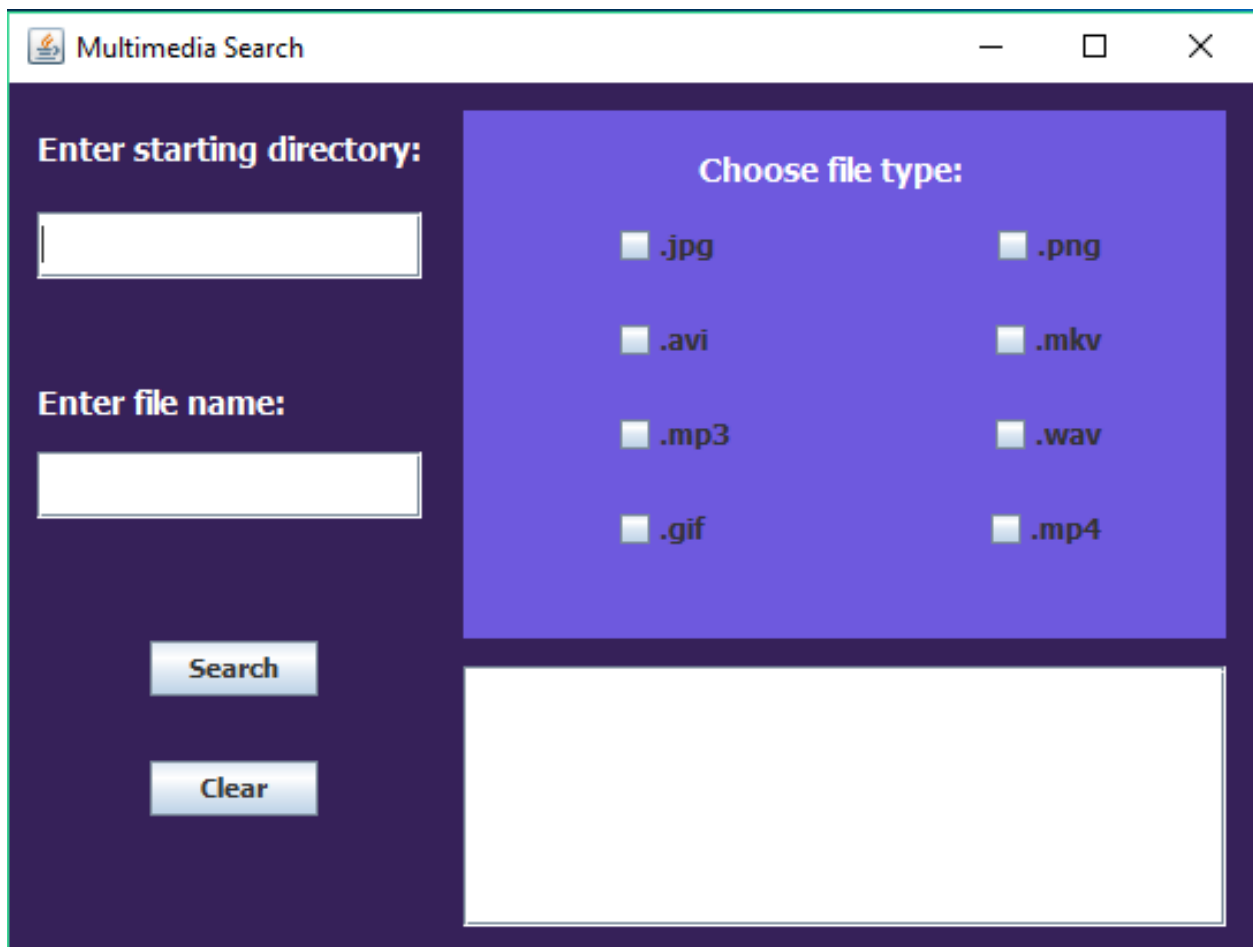 Multimedia Search
Enter starting directory:
Enter file name:
Search
Clear
Choose file type:
.jpg .png
.avi .mkv
.mp3 .wav
.gif .mp4